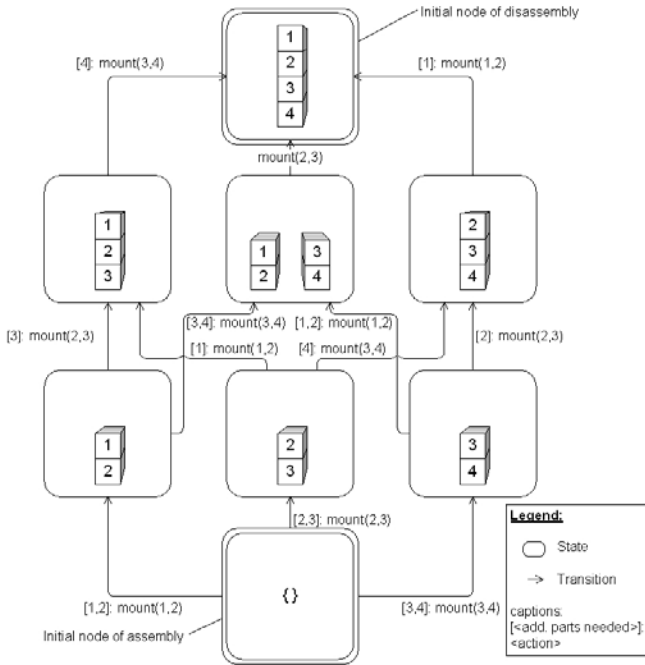 Initial node of disassembly
1
2
3
4
[4]: mount(3,4)
[1]: mount(1,2)
mount(2,3)
1
2
3
1
2
3
4
2
3
4
[3]: mount(2,3)
[3,4]: mount(3,4)
[1,2]: mount(1,2)
[2]: mount(2,3)
[1]: mount(1,2)
[4]: mount(3,4)
1
2
2
3
3
4
[2,3]: mount(2,3)
{}
[1,2]: mount(1,2)
[3,4]: mount(3,4)
Initial node of assembly
Legend:
State
Transition
captions:
[<add. parts needed>]:
<action>